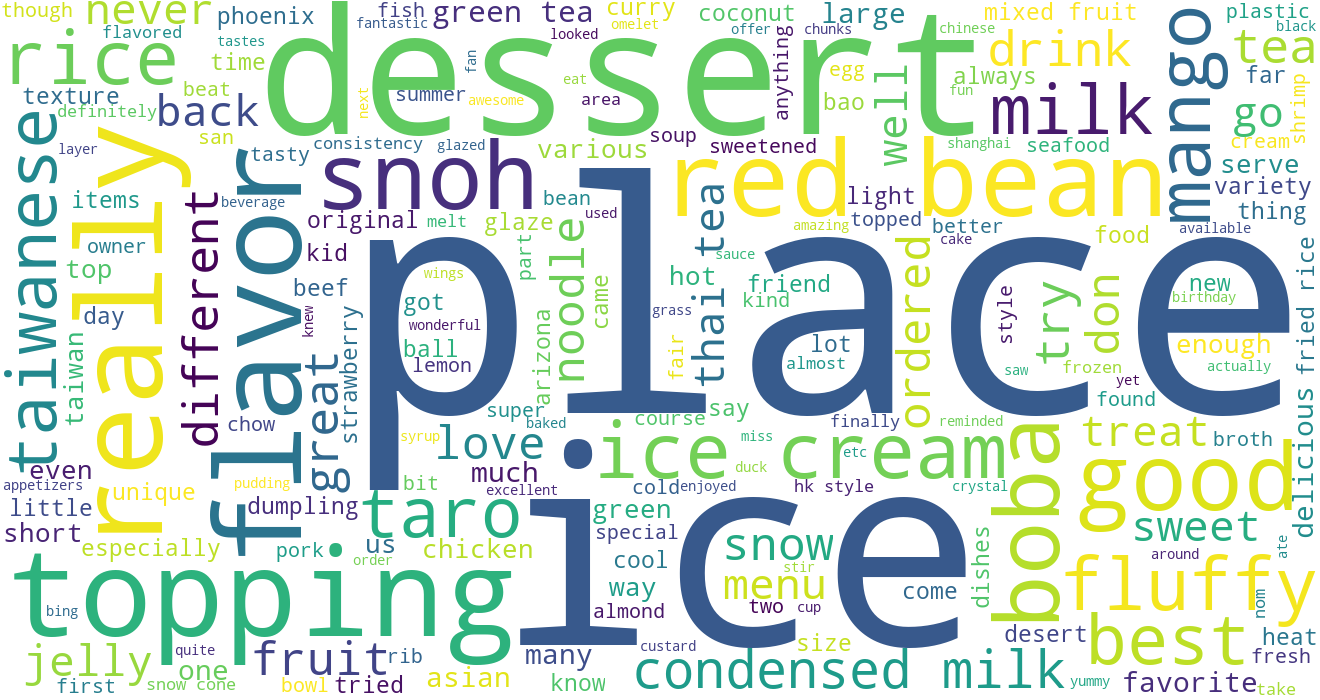 though
never
phoenix
fish
green tea
curry
coconut
large
mixed fruit
plastic
flavored
fantastic
looked
omelet
offer
chunks
chinese
black
rice
tastes
dessert
drink
mango
tea
time
fan
anything
egg
always
far
texture
beat
summer
eat
awesome
area
bao
well
fun
milk
go
shrimp
definitely
back
next
san
soup
sweetened
shanghai
seafood
cream
layer
taiwanese
really
flavor
tasty
consistency
glazed
various
snoh
red bean
serve
items
different
beverage
bean
used
light
variety
thing
original
melt
glaze
topped
better
available
owner
kid
place
noodle
part
thai tea
amazing
cake
food
top
wings
sauce
ordered
hot
friend
kind
try
don
new
birthday
delicious fried rice
day
beef
got
came
grass
style
taiwan
knew
strawberry
wonderful
ball
lemon
arizona
fair
lot
almost
saw
frozen
enough
actually
great
yet
found
chow
super
baked
course
say
finally
reminded
syrup
love
ice cream
miss
etc
duck
treat
broth
even
appetizers
unique
pudding
much
excellent
bit
cold
enjoyed
hk style
crystal
booba
good
little
dumpling
taro
ice
green
short
especially
pork
us
order
chicken
special
snow
sweet
cool
stir
dishes
around
ate
topping
way
menu
come
fluffy
bing
almond
two
cup
nom
quite
custard
size
desert
best
heat
jelly
one
fruit
rib
many
fresh
first
snow cone
bowl
tried
asian
know
condensed milk
yummy
favorite
take